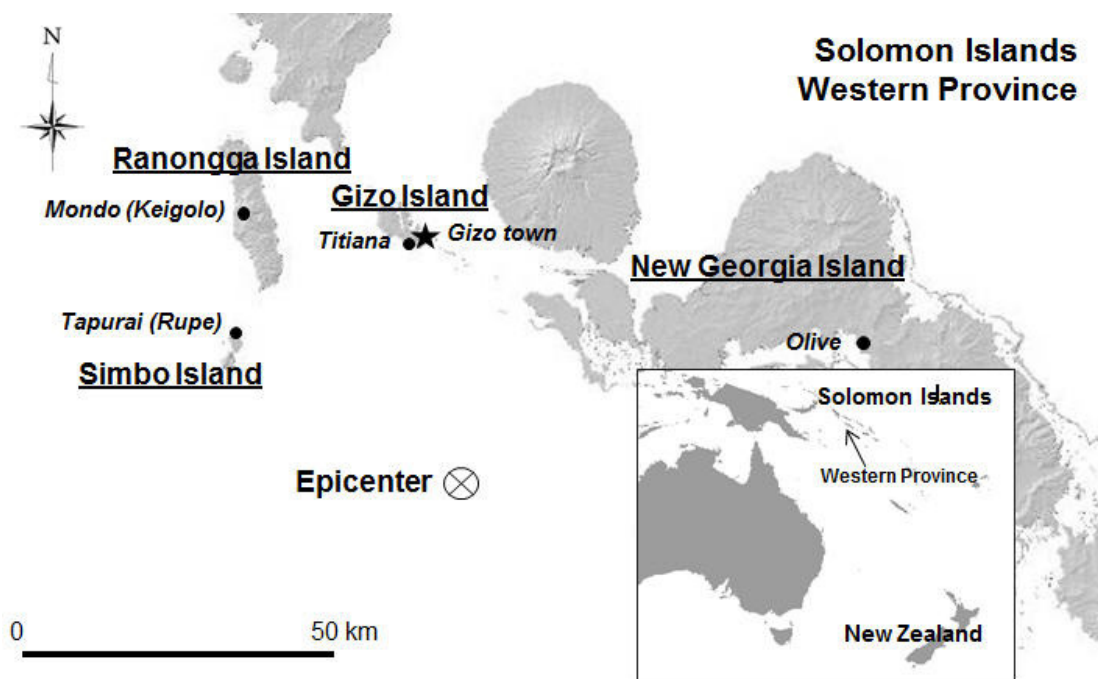 Solomon Islands
Western Province
N
Ranongga Island
Mondo (Keigolo)
Gizo Island
Titiana
Gizo town
New Georgia Island
Tapurai (Rupe)
Olive
Simbo Island
Solomon Islands
Western Province
Epicenter
New Zealand
0
50 km